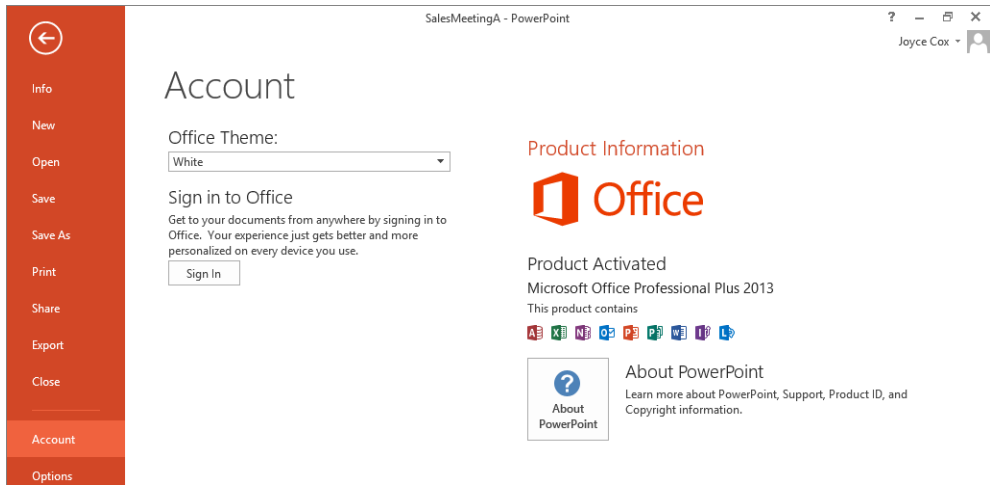 SalesMeetingA - PowerPoint
?
Joyce Cox
Info
New
Open
Save
Save As
Print
Share
Export
Close
Account
Options
Account
Office Theme:
White
Sign in to Office
Get to your documents from anywhere by signing in to
Office. Your experience just gets better and more
personalized on every device you use.
Sign In
Product Information
Office
Product Activated
Microsoft Office Professional Plus 2013
This product contains
A X N O P P W I L
?
About
PowerPoint
About PowerPoint
Learn more about PowerPoint, Support, Product ID, and
Copyright information.